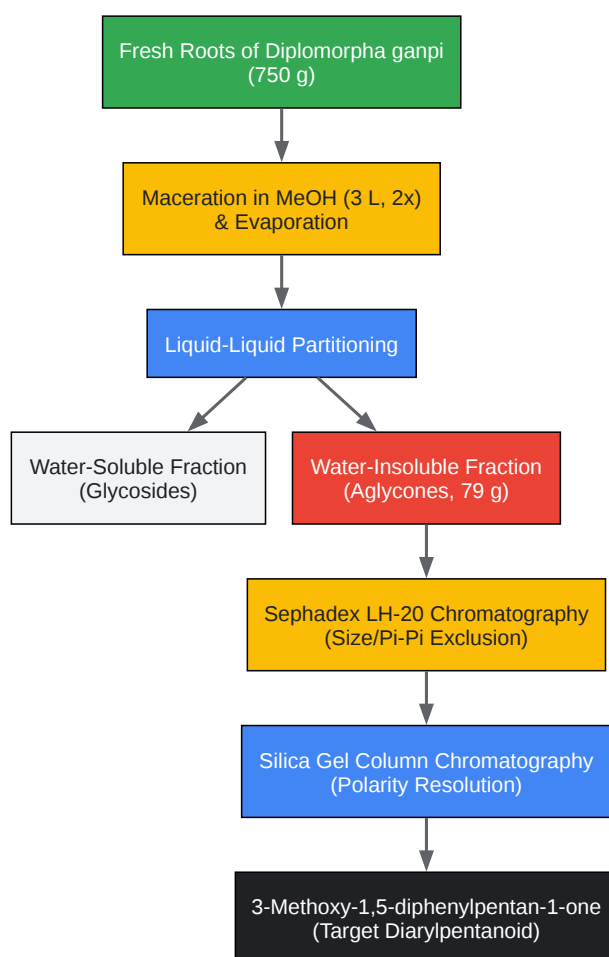 Fresh Roots of Diplomorpha ganpi
(750 g)
Maceration in MeOH (3 L, 2x)
& Evaporation
Liquid-Liquid Partitioning
Water-Soluble Fraction
(Glycosides)
Water-Insoluble Fraction
(Aglycones, 79 g)
Sephadex LH-20 Chromatography
(Size/Pi-Pi Exclusion)
Silica Gel Column Chromatography
(Polarity Resolution)
3-Methoxy-1,5-diphenylpentan-1-one
(Target Diarylpentanoid)